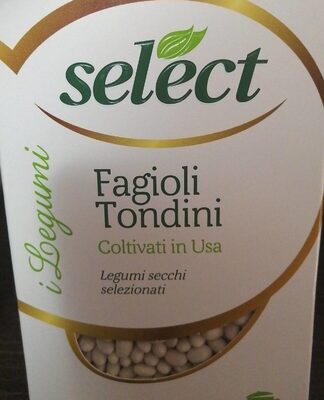 select
i Legumi
Fagioli
Tondini
Coltivati in Usa
Legumi secchi
selezionati